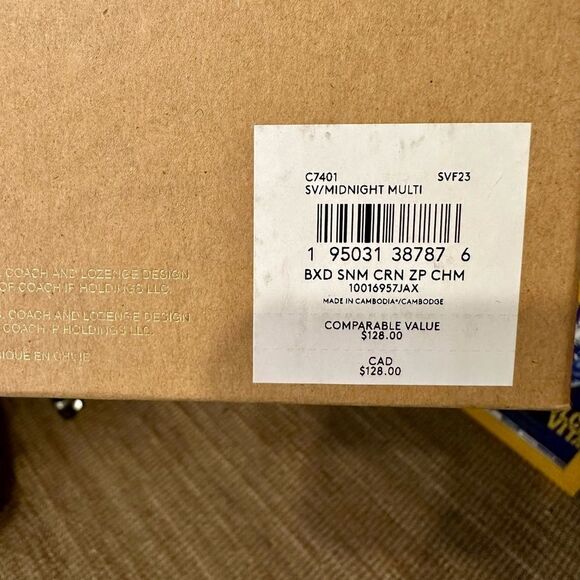 C7401 SVF23
SV/MIDNIGHT MULTI
1 95031 38787 6
BXD SNM CRN ZP CHM
10016957JAX
MADE IN CAMBODIA*/CAMBODGE
COMPARABLE VALUE
$128.00
CAD
$128.00
COACH AND LOZENGE DESIGN
OF COACH IP HOLDINGS LLC.
COACH AND LOZENGE DESIGN
COACH IP HOLDINGS LLC.
EN CHINE